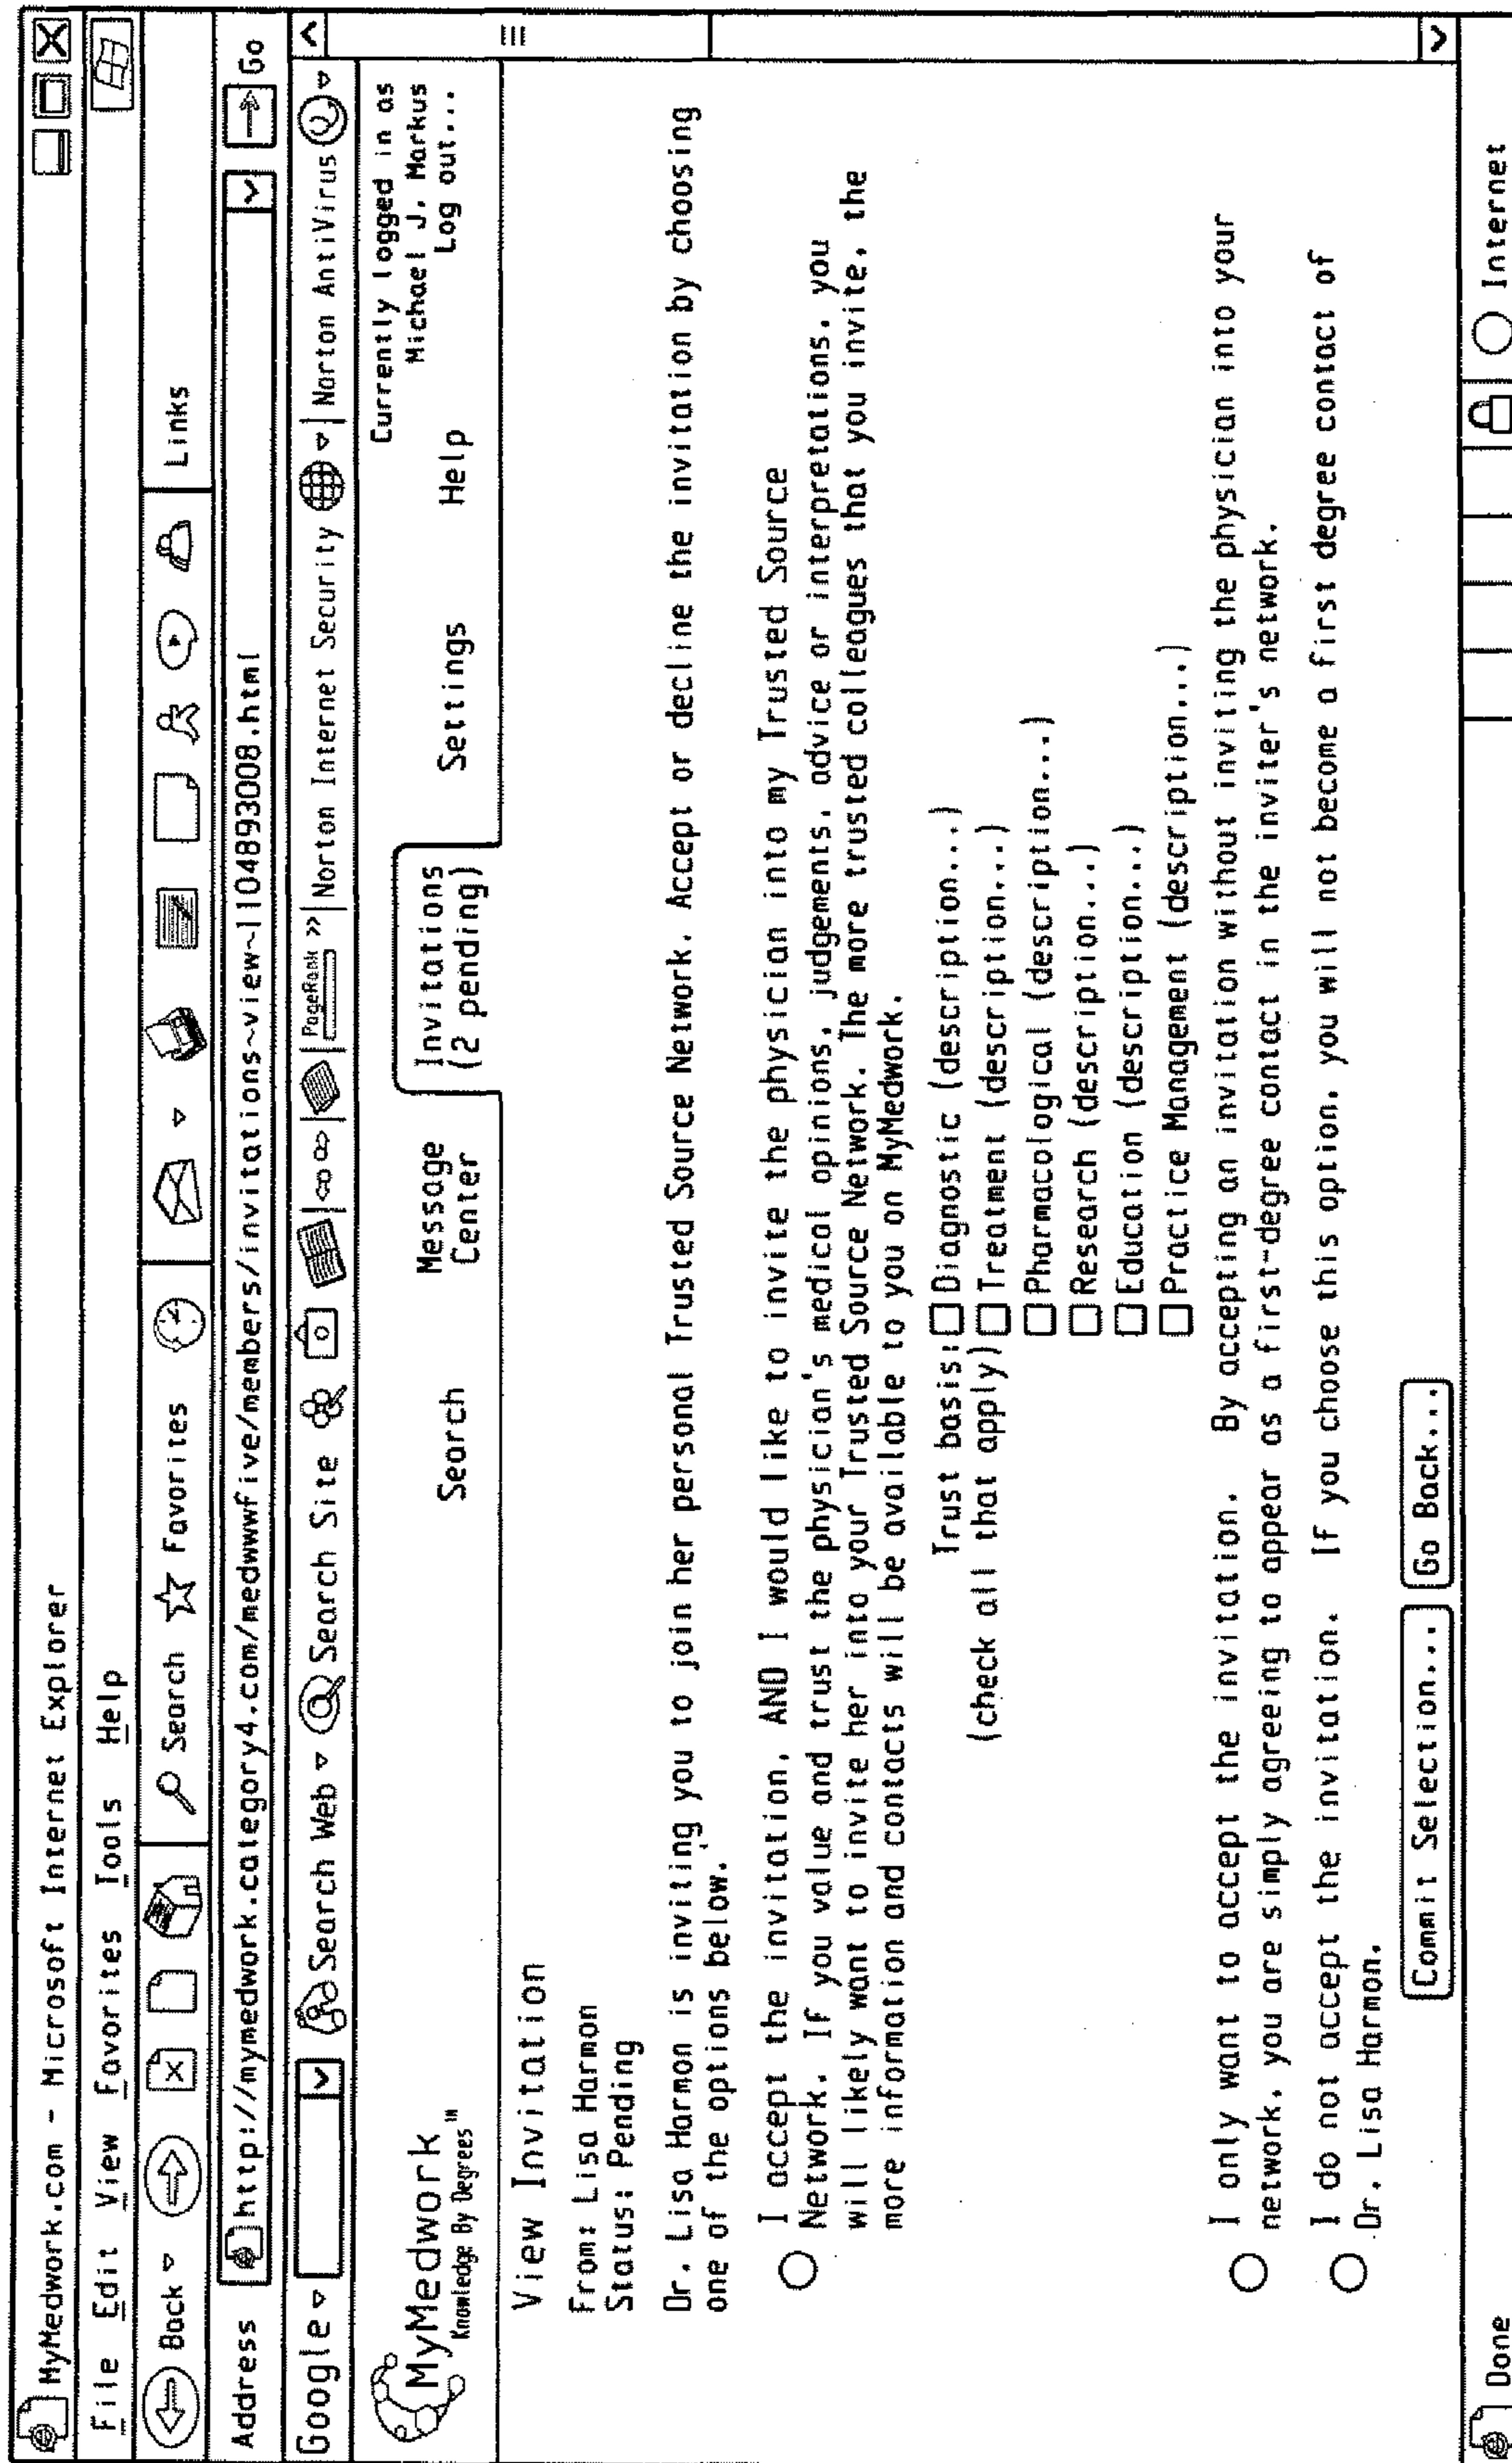 MyMedwork.com - Microsoft Internet Explorer
File Edit View Favorites Tools Help
Back Search Favorites Links
Address http://mymedwork.category4.com/medwwfive/members/invitations~view~1104893008.html Go
Google Search Web Search Site PageRank >> Norton Internet Security Norton AntiVirus
Currently logged in as
Michael J. Markus
Log out...
MyMedwork
Knowledge By Degrees™
Search Message Center Invitations (2 pending) Settings Help
View Invitation
From: Lisa Harmon
Status: Pending
Dr. Lisa Harmon is inviting you to join her personal Trusted Source Network. Accept or decline the invitation by choosing
one of the options below.
I accept the invitation, AND I would like to invite the physician into my Trusted Source
Network. If you value and trust the physician's medical opinions, judgements, advice or interpretations, you
will likely want to invite her into your Trusted Source Network. The more trusted colleagues that you invite, the
more information and contacts will be available to you on MyMedwork.
Trust basis: Diagnostic (description...)
(check all that apply) Treatment (description...)
Pharmacological (description...)
Research (description...)
Education (description...)
Practice Management (description...)
I only want to accept the invitation. By accepting an invitation without inviting the physician into your
network, you are simply agreeing to appear as a first-degree contact in the inviter's network.
I do not accept the invitation. If you choose this option, you will not become a first degree contact of
Dr. Lisa Harmon.
Commit Selection... Go Back...
Done Internet